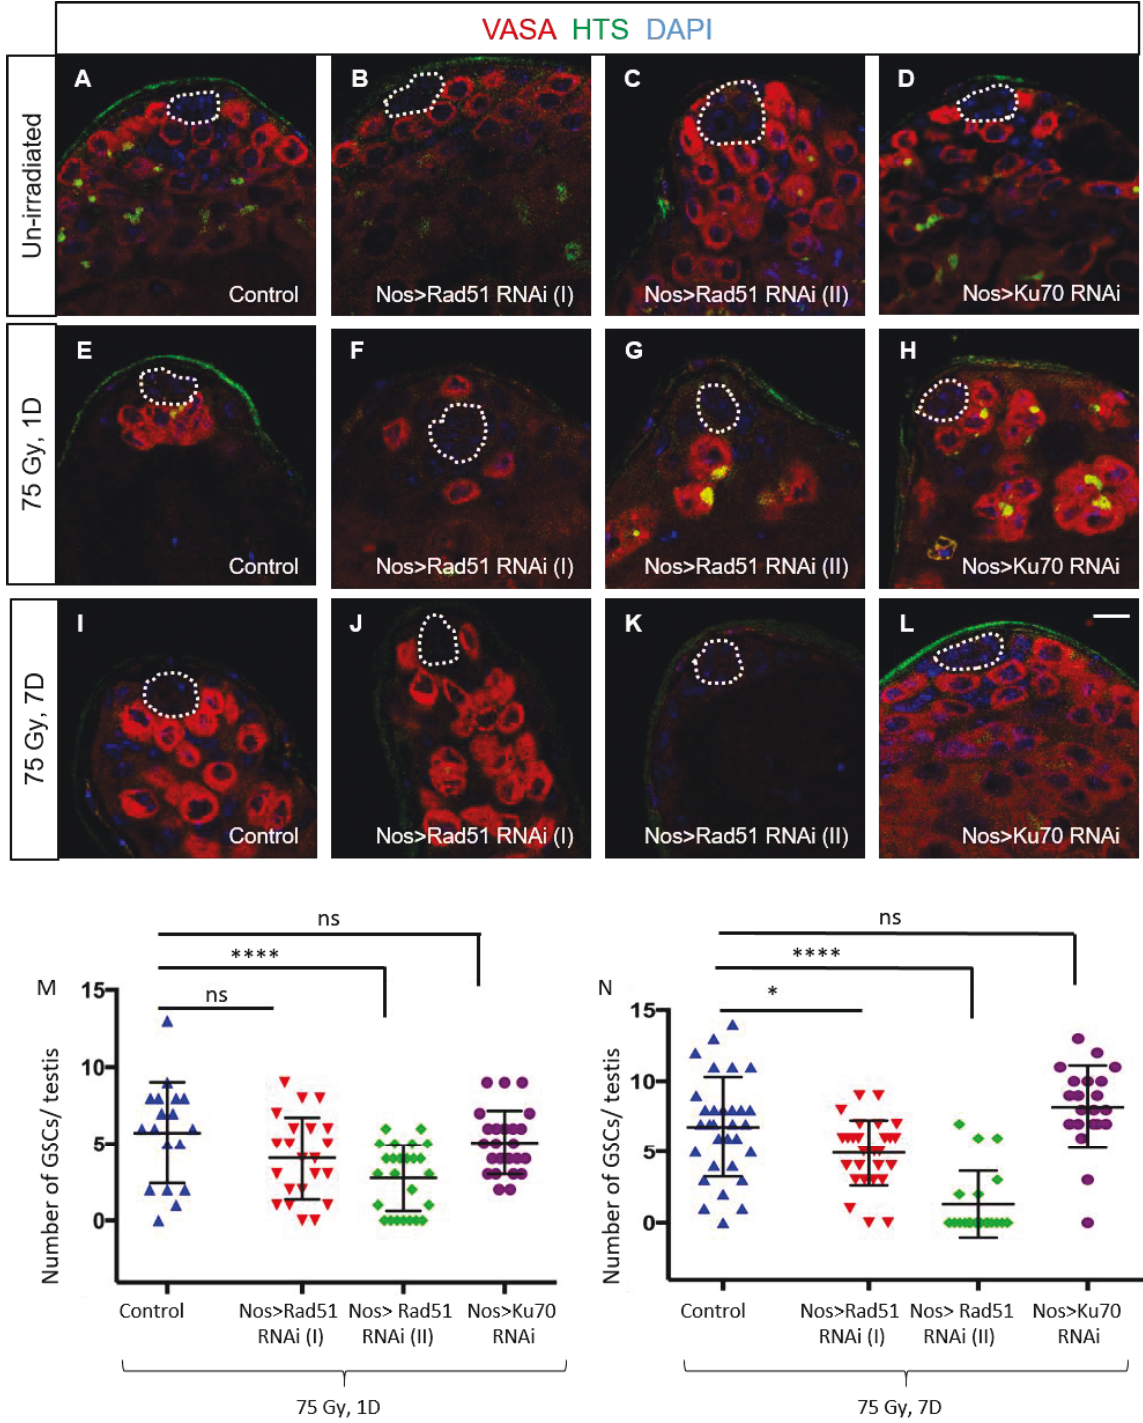 VASA HTS DAPI
Un-irradiated
A
B
C
D
Control
Nos>Rad51 RNAi (I)
Nos>Rad51 RNAi (II)
Nos>Ku70 RNAi
75 Gy, 1D
E
F
G
H
Control
Nos>Rad51 RNAi (I)
Nos>Rad51 RNAi (II)
Nos>Ku70 RNAi
75 Gy, 7D
I
J
K
L
Control
Nos>Rad51 RNAi (I)
Nos>Rad51 RNAi (II)
Nos>Ku70 RNAi
M
ns
****
ns
Number of GSCs/ testis
15
10
5
0
Control
Nos>Rad51
RNAi (I)
Nos> Rad51
RNAi (II)
Nos>Ku70
RNAi
75 Gy, 1D
N
ns
****
*
Number of GSCs/ testis
15
10
5
0
Control
Nos>Rad51
RNAi (I)
Nos> Rad51
RNAi (II)
Nos>Ku70
RNAi
75 Gy, 7D